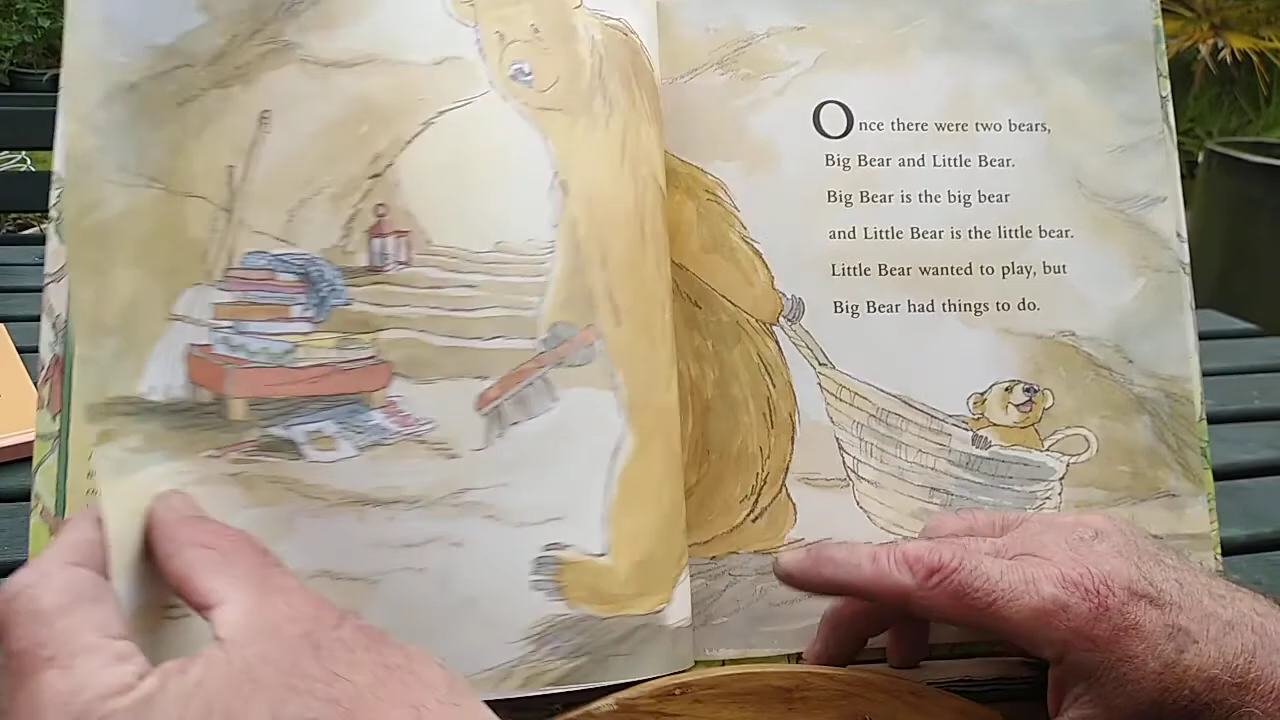 Once there were two bears,
Big Bear and Little Bear.
Big Bear is the big bear
and Little Bear is the little bear.
Little Bear wanted to play, but
Big Bear had things to do.